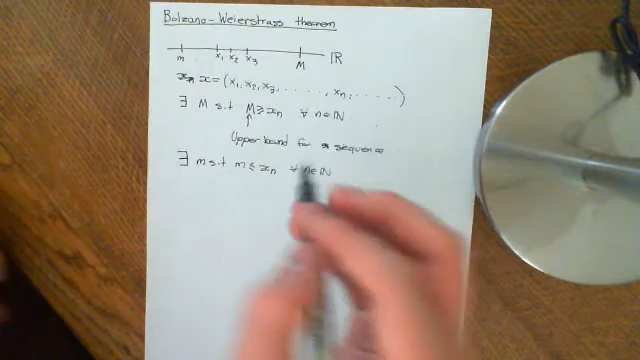 Bolzano-Weierstrass theorem
m x₁ x₂ x₃ M ℝ
x = (x₁, x₂, x₃, ........, xₙ, .....)
∃ M s.t M ≥ xₙ ∀ n ∈ ℕ
↑
Upper bound for sequence
∃ m s.t m ≤ xₙ ∀ n ∈ ℕ